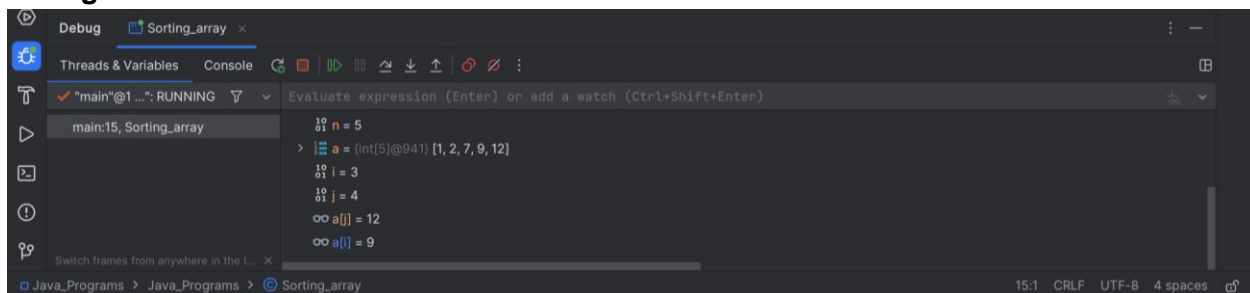 Debug Sorting_array
Threads & Variables Console
"main"@1 ...": RUNNING Evaluate expression (Enter) or add a watch (Ctrl+Shift+Enter)
main:15, Sorting_array
n = 5
a = {int[5]@941} [1, 2, 7, 9, 12]
i = 3
j = 4
a[j] = 12
a[i] = 9
Switch frames from anywhere in the I...
Java_Programs > Java_Programs > Sorting_array 15:1 CRLF UTF-8 4 spaces